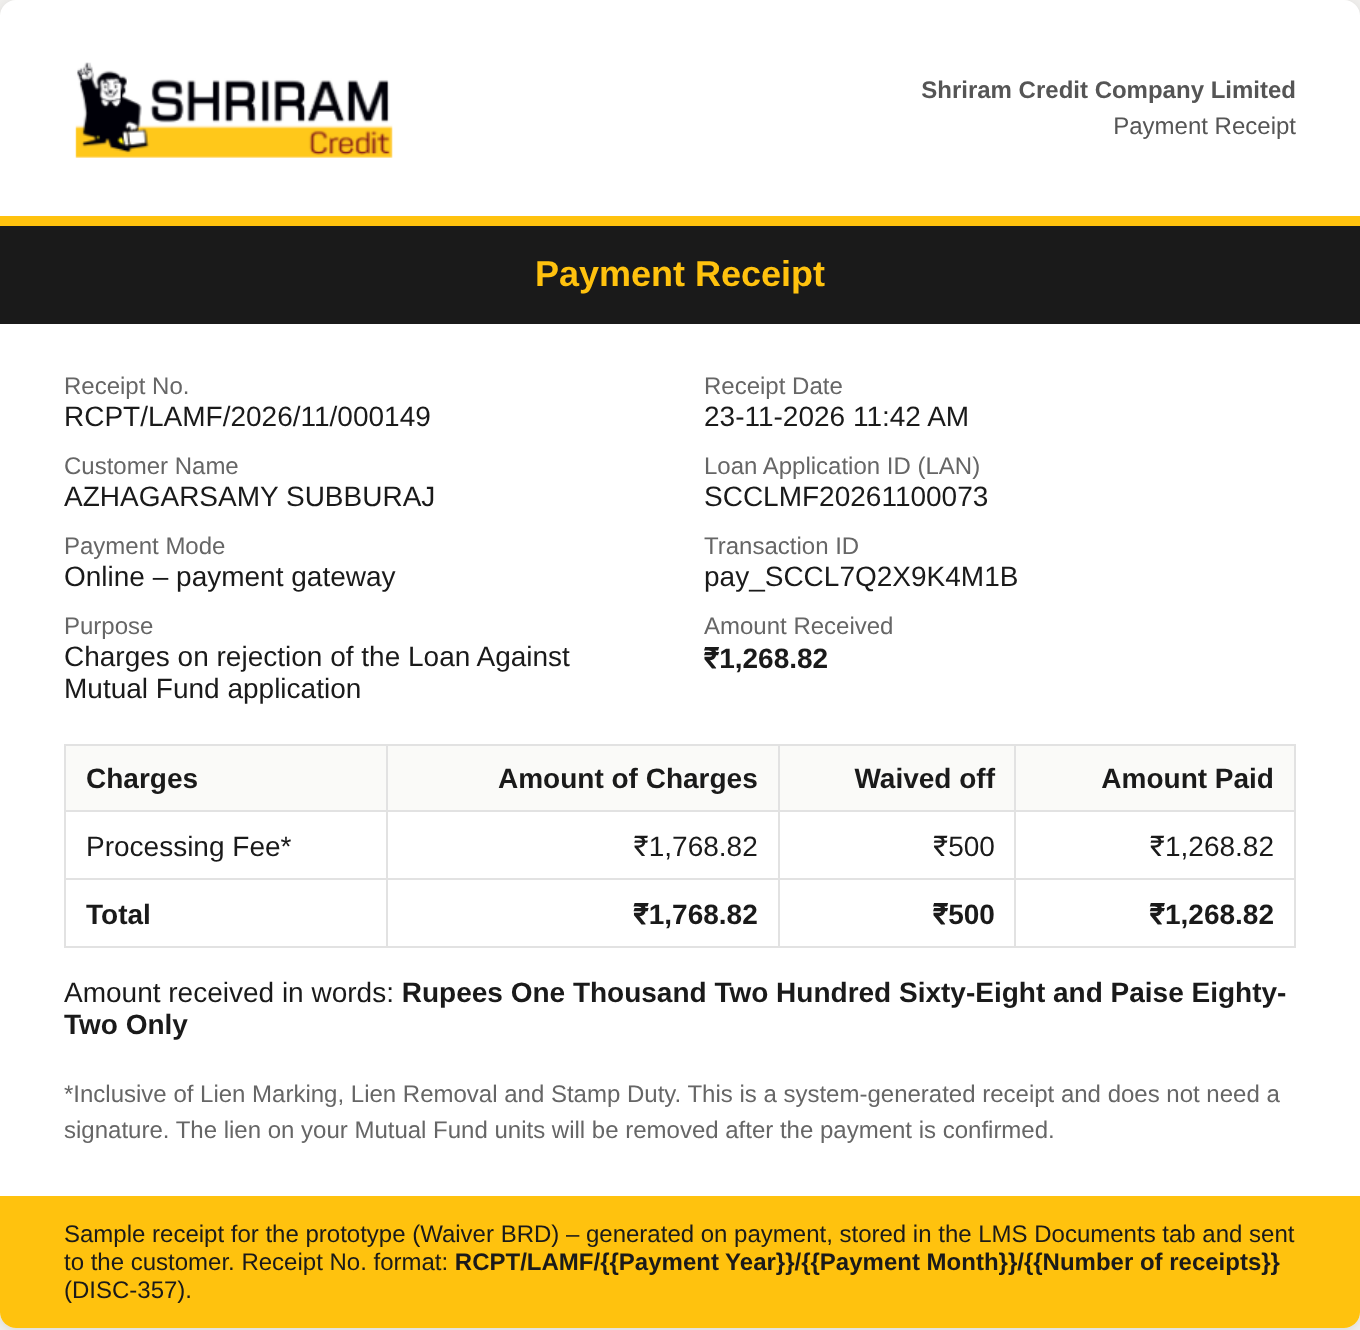 SHRIRAM
Credit
Shriram Credit Company Limited
Payment Receipt
Payment Receipt
Receipt No.
RCPT/LAMF/2026/11/000149
Receipt Date
23-11-2026 11:42 AM
Customer Name
AZHAGARSAMY SUBBURAJ
Loan Application ID (LAN)
SCCLMF20261100073
Payment Mode
Online – payment gateway
Transaction ID
pay_SCCL7Q2X9K4M1B
Purpose
Charges on rejection of the Loan Against
Mutual Fund application
Amount Received
₹1,268.82
Charges Amount of Charges Waived off Amount Paid
Processing Fee* ₹1,768.82 ₹500 ₹1,268.82
Total ₹1,768.82 ₹500 ₹1,268.82
Amount received in words: Rupees One Thousand Two Hundred Sixty-Eight and Paise Eighty-
Two Only
*Inclusive of Lien Marking, Lien Removal and Stamp Duty. This is a system-generated receipt and does not need a
signature. The lien on your Mutual Fund units will be removed after the payment is confirmed.
Sample receipt for the prototype (Waiver BRD) – generated on payment, stored in the LMS Documents tab and sent
to the customer. Receipt No. format: RCPT/LAMF/{{Payment Year}}/{{Payment Month}}/{{Number of receipts}}
(DISC-357).